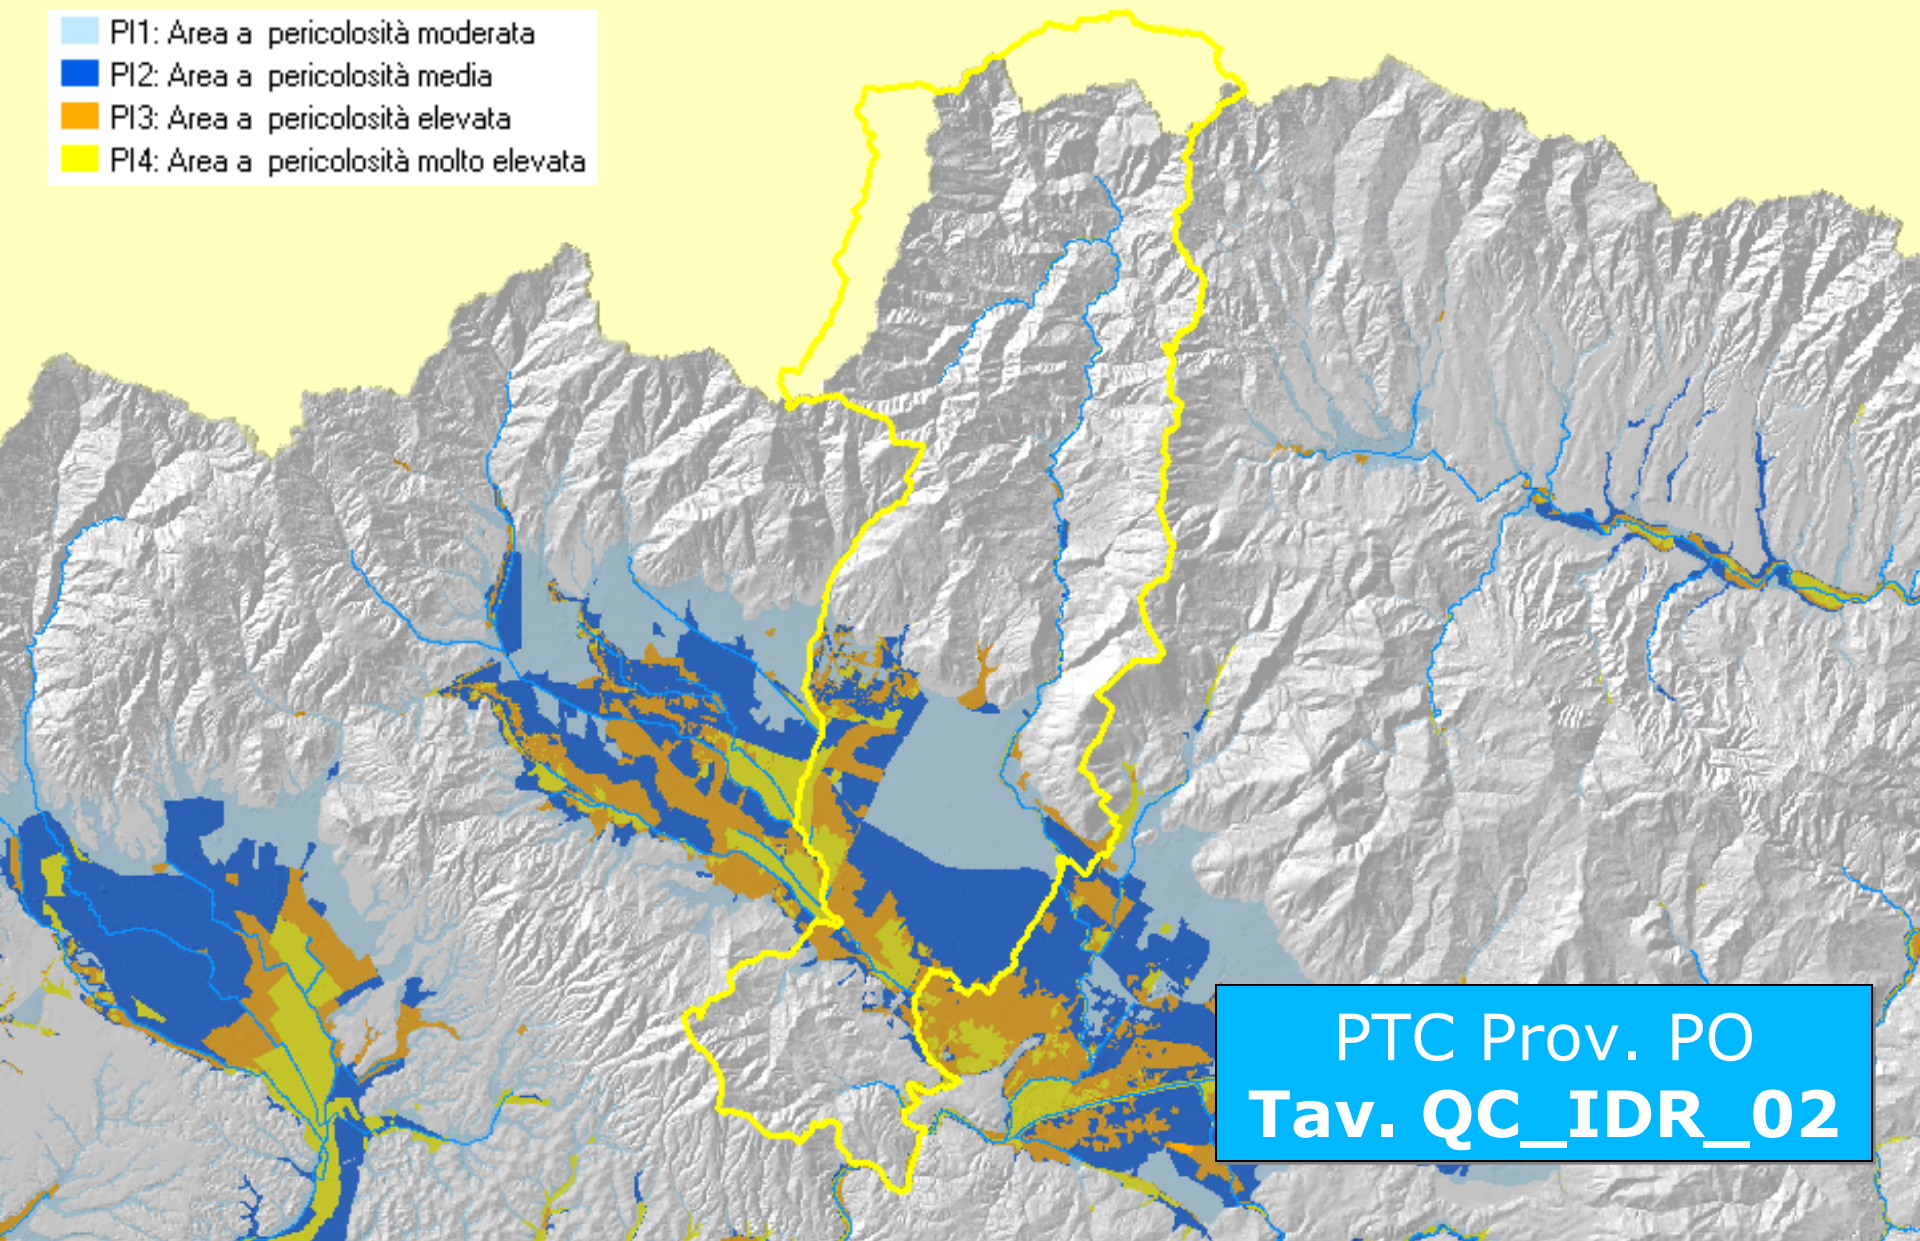 PI1: Area a pericolosità moderata
PI2: Area a pericolosità media
PI3: Area a pericolosità elevata
PI4: Area a pericolosità molto elevata
PTC Prov. PO
Tav. QC_IDR_02